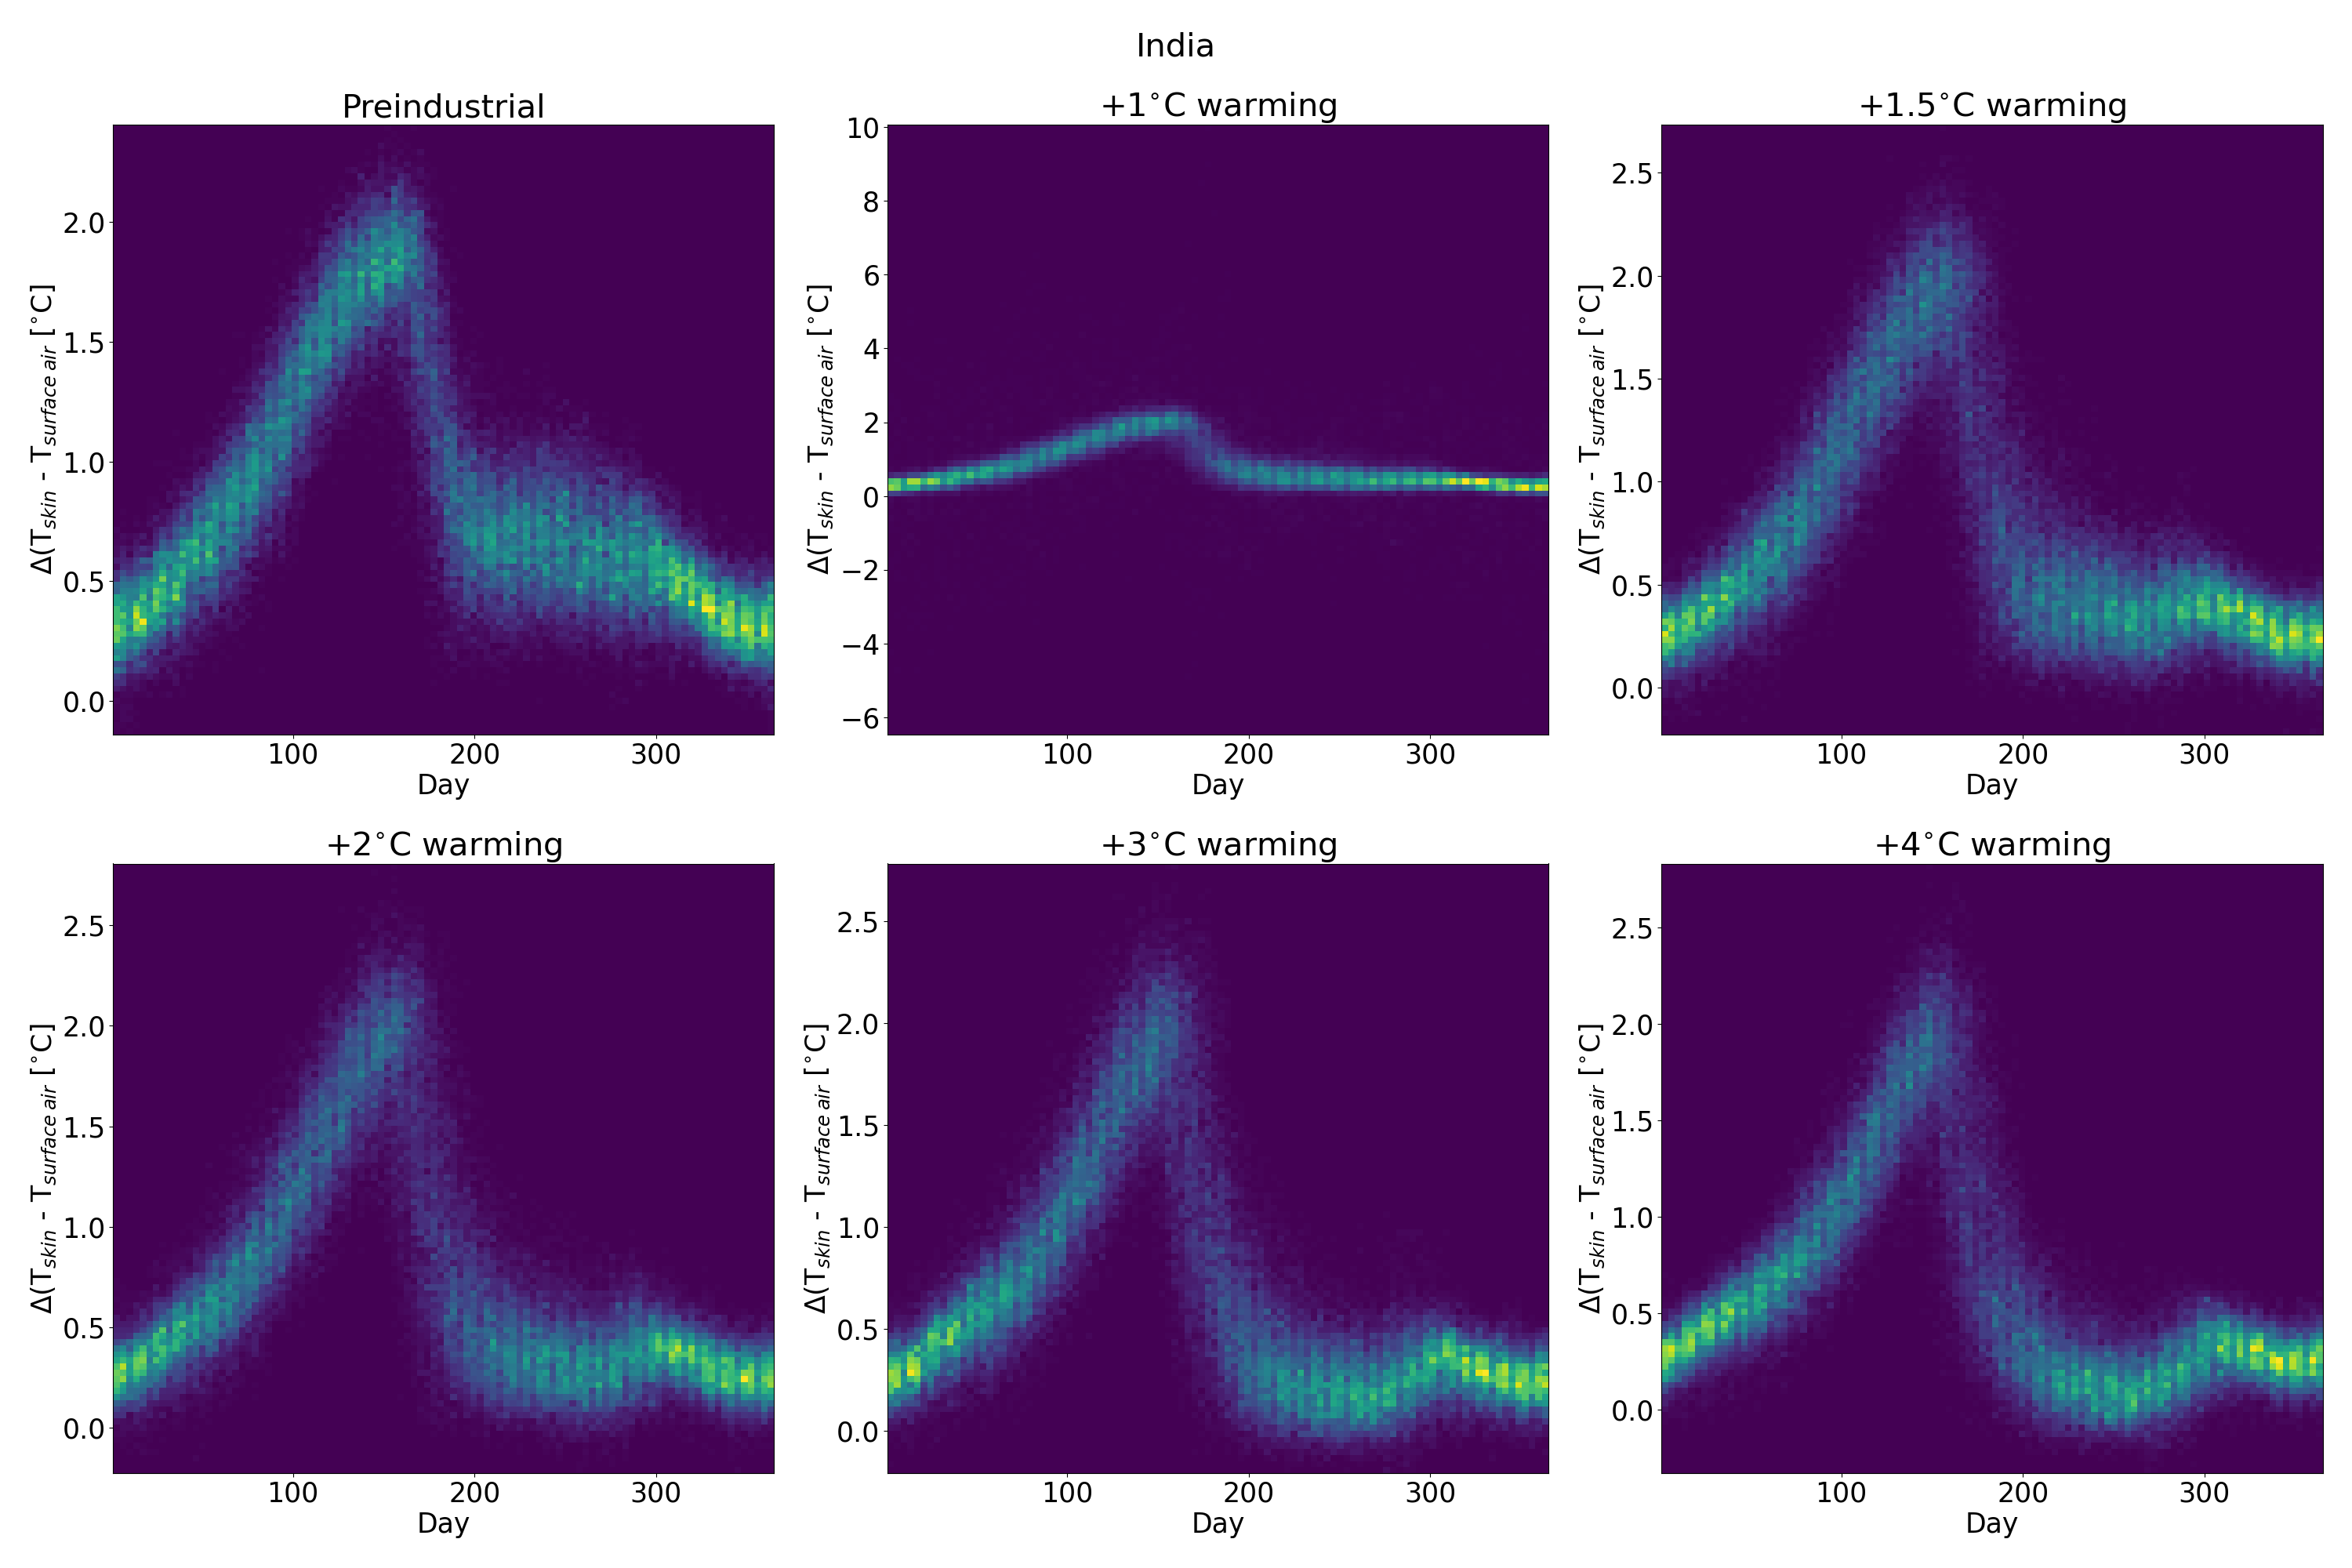 India
Preindustrial
+1°C warming
+1.5°C warming
Δ(T_skin - T_surface air [°C]
2.0
1.5
1.0
0.5
0.0
100 200 300
Day
Δ(T_skin - T_surface air [°C]
10
8
6
4
2
0
−2
−4
−6
100 200 300
Day
Δ(T_skin - T_surface air [°C]
2.5
2.0
1.5
1.0
0.5
0.0
100 200 300
Day
+2°C warming
+3°C warming
+4°C warming
Δ(T_skin - T_surface air [°C]
2.5
2.0
1.5
1.0
0.5
0.0
100 200 300
Day
Δ(T_skin - T_surface air [°C]
2.5
2.0
1.5
1.0
0.5
0.0
100 200 300
Day
Δ(T_skin - T_surface air [°C]
2.5
2.0
1.5
1.0
0.5
0.0
100 200 300
Day